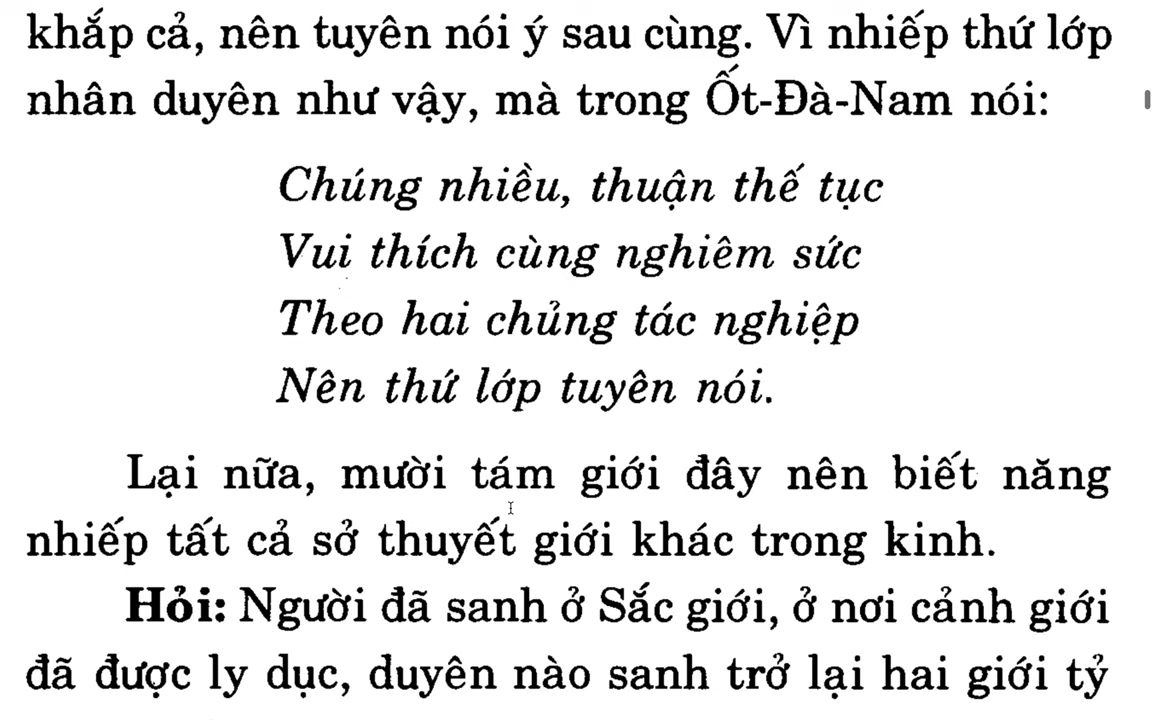 khắp cả, nên tuyên nói ý sau cùng. Vì nhiếp thứ lớp
nhân duyên như vậy, mà trong Ốt-Đà-Nam nói:
Chúng nhiều, thuận thế tục
Vui thích cùng nghiêm sức
Theo hai chủng tác nghiệp
Nên thứ lớp tuyên nói.
Lại nữa, mười tám giới đây nên biết năng
nhiếp tất cả sở thuyết giới khác trong kinh.
Hỏi: Người đã sanh ở Sắc giới, ở nơi cảnh giới
đã được ly dục, duyên nào sanh trở lại hai giới tỷ